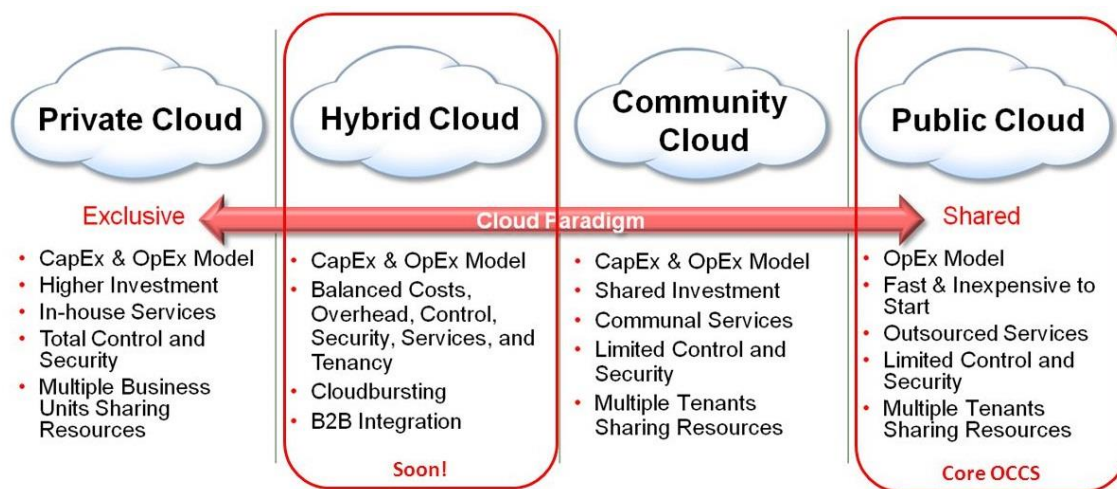 Private Cloud
Hybrid Cloud
Community
Cloud
Public Cloud
Exclusive
Cloud Paradigm
Shared
• CapEx & OpEx Model
• Higher Investment
• In-house Services
• Total Control and
Security
• Multiple Business
Units Sharing
Resources
• CapEx & OpEx Model
• Balanced Costs,
Overhead, Control,
Security, Services, and
Tenancy
• Cloudbursting
• B2B Integration
Soon!
• CapEx & OpEx Model
• Shared Investment
• Communal Services
• Limited Control and
Security
• Multiple Tenants
Sharing Resources
• OpEx Model
• Fast & Inexpensive to
Start
• Outsourced Services
• Limited Control and
Security
• Multiple Tenants
Sharing Resources
Core OCCS